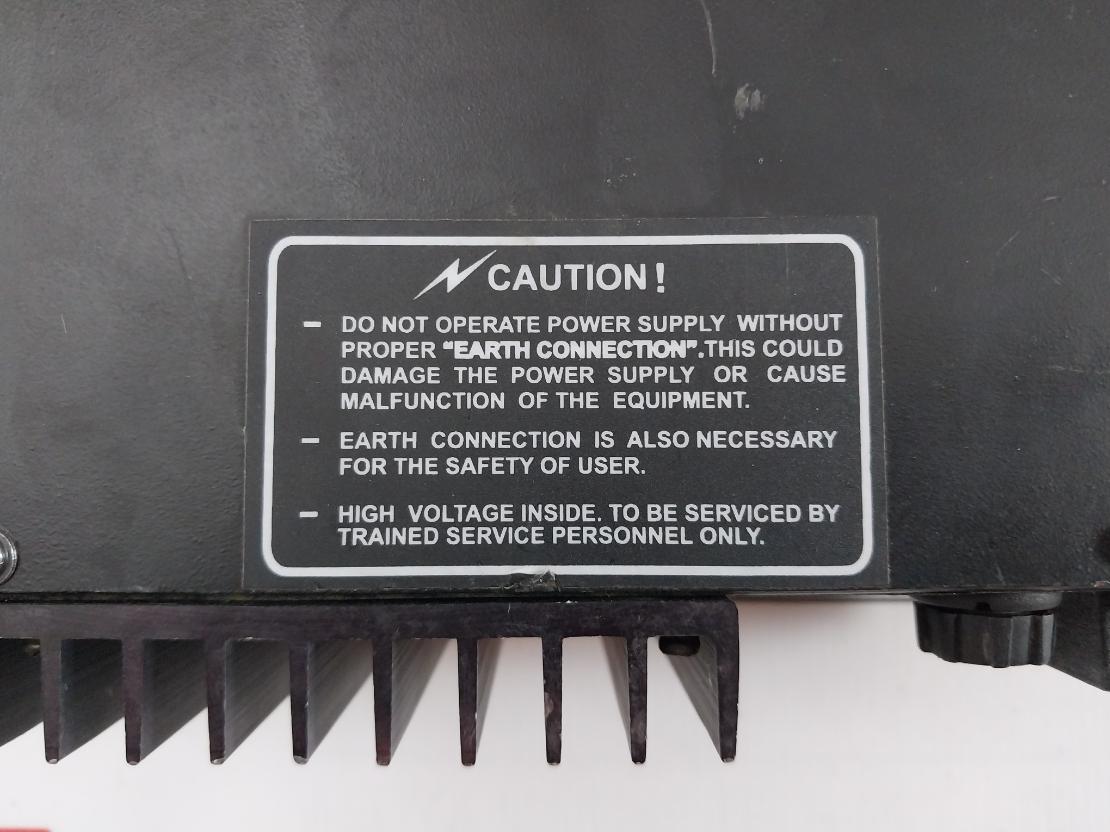 CAUTION!
– DO NOT OPERATE POWER SUPPLY WITHOUT
PROPER “EARTH CONNECTION”.THIS COULD
DAMAGE THE POWER SUPPLY OR CAUSE
MALFUNCTION OF THE EQUIPMENT.
– EARTH CONNECTION IS ALSO NECESSARY
FOR THE SAFETY OF USER.
– HIGH VOLTAGE INSIDE. TO BE SERVICED BY
TRAINED SERVICE PERSONNEL ONLY.